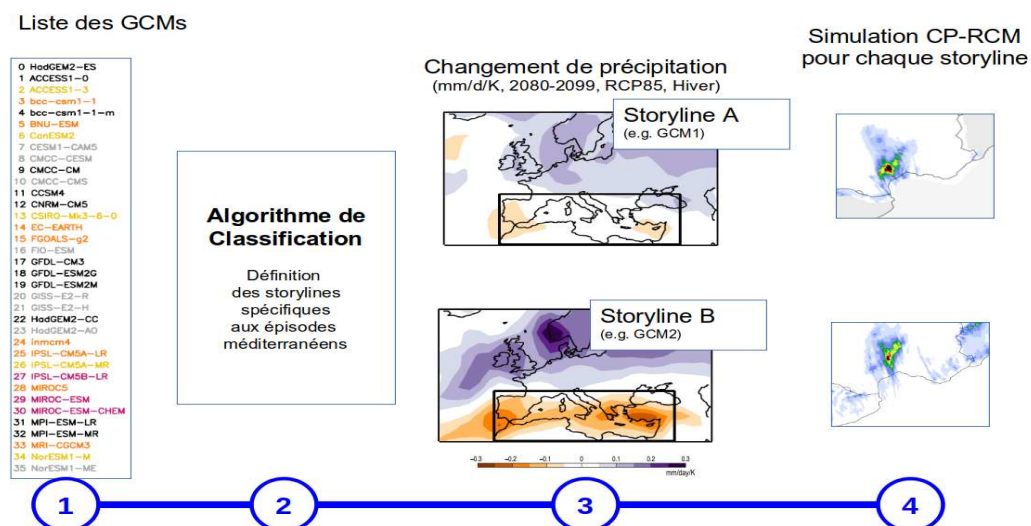 Liste des GCMs
0 HadGEM2-ES
1 ACCESS1-0
2 ACCESS1-3
3 bcc-csm1-1
4 bcc-csm1-1-m
5 BNU-ESM
6 CanESM2
7 CESM1-CAM5
8 CMCC-CESM
9 CMCC-CM
10 CMCC-CMS
11 CCSM4
12 CNRM-CM5
13 CSIRO-Mk3-6-0
14 EC-EARTH
15 FGOALS-g2
16 FIO-ESM
17 GFDL-CM3
18 GFDL-ESM2G
19 GFDL-ESM2M
20 GISS-E2-R
21 GISS-E2-H
22 HadGEM2-CC
23 HadGEM2-AO
24 inmcm4
25 IPSL-CM5A-LR
26 IPSL-CM5A-MR
27 IPSL-CM5B-LR
28 MIROC5
29 MIROC-ESM
30 MIROC-ESM-CHEM
31 MPI-ESM-LR
32 MPI-ESM-MR
33 MRI-CGCM3
34 NorESM1-M
35 NorESM1-ME
Algorithme de
Classification
Définition
des storylines
spécifiques
aux épisodes
méditerranéens
Changement de précipitation
(mm/d/K, 2080-2099, RCP85, Hiver)
Storyline A
(e.g. GCM1)
Storyline B
(e.g. GCM2)
-0.3 -0.2 -0.1 0 0.1 0.2 0.3
mm/day/K
Simulation CP-RCM
pour chaque storyline
1 2 3 4